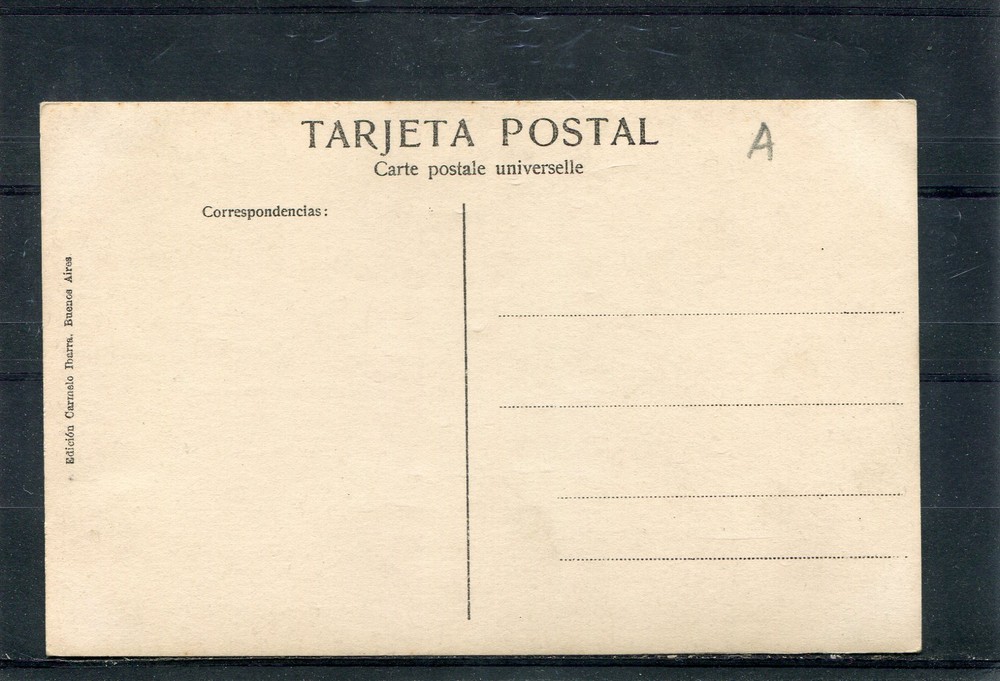 TARJETA POSTAL
A
Carte postale universelle
Correspondencias:
Edición Carmelo Ibarra. Buenos Aires